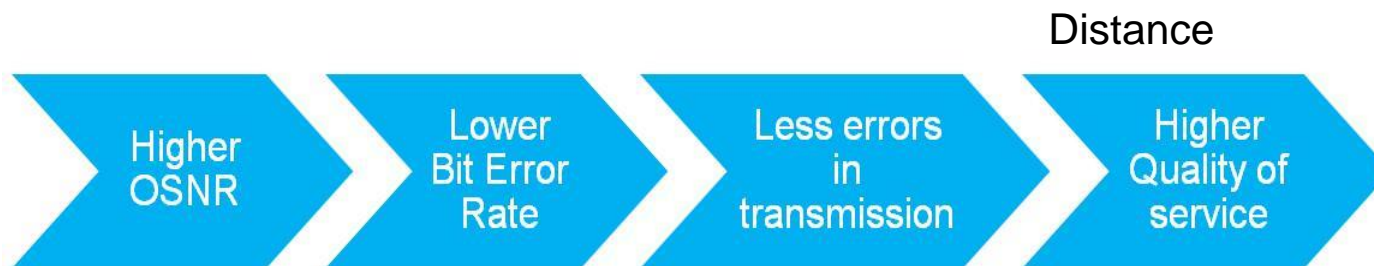 Distance
Higher
OSNR
Lower
Bit Error
Rate
Less errors
in
transmission
Higher
Quality of
service